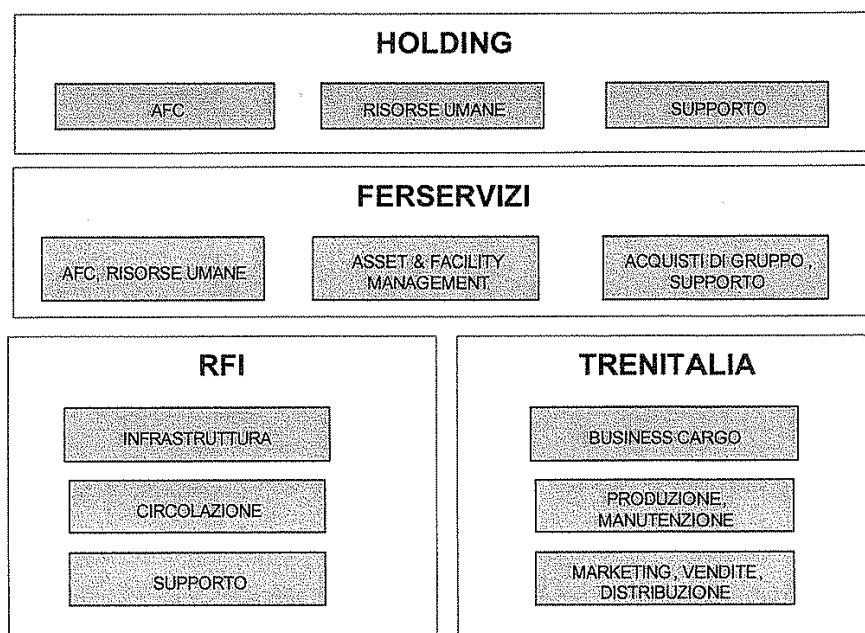 HOLDING
AFC
RISORSE UMANE
SUPPORTO
FERSERVIZI
AFC, RISORSE UMANE
ASSET & FACILITY
MANAGEMENT
ACQUISTI DI GRUPPO ,
SUPPORTO
RFI
INFRASTRUTTURA
CIRCOLAZIONE
SUPPORTO
TRENITALIA
BUSINESS CARGO
PRODUZIONE,
MANUTENZIONE
MARKETING, VENDITE,
DISTRIBUZIONE